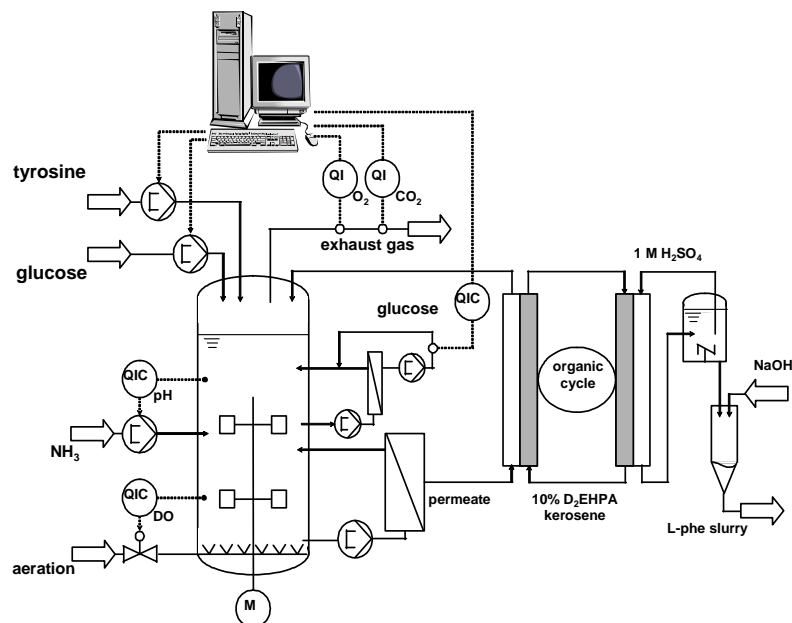 tyrosine
QI
O2
QI
CO2
glucose
exhaust gas
1 M H2SO4
glucose
QIC
QIC
pH
organic
cycle
NaOH
NH3
QIC
DO
permeate
10% D2EHPA
kerosene
L-phe slurry
aeration
M